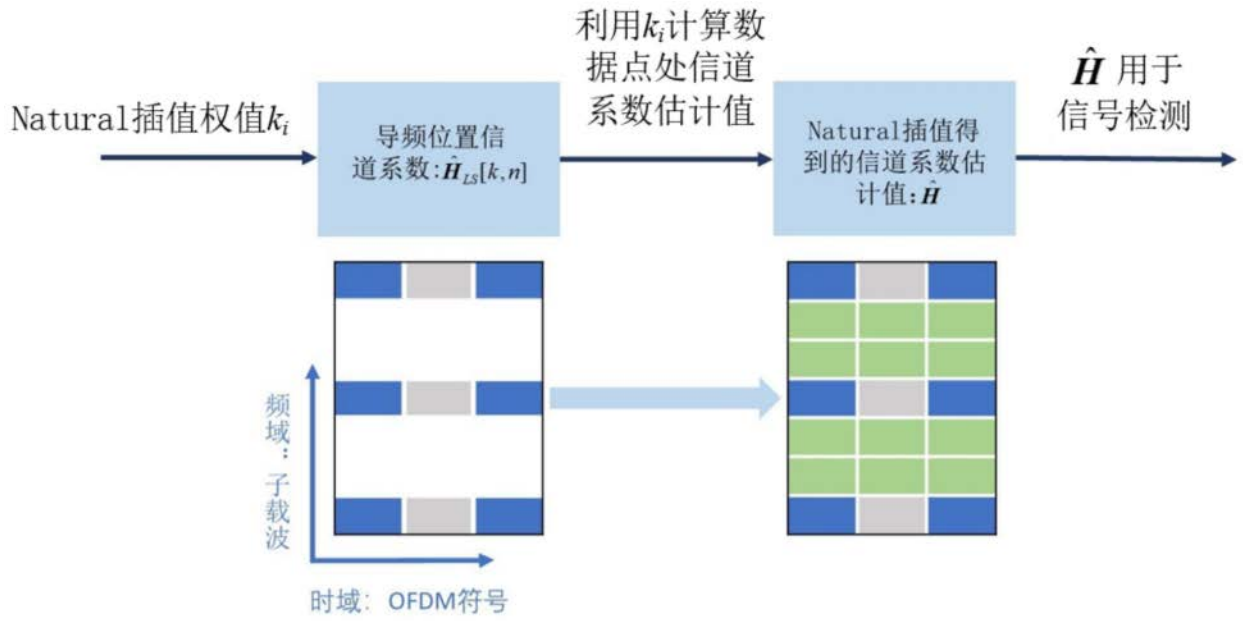 Natural插值权值kᵢ
导频位置信
道系数:Ĥ_LS[k,n]
利用kᵢ计算数
据点处信道
系数估计值
Natural插值得
到的信道系数估
计值:Ĥ
Ĥ 用于
信号检测
频域：子载波
时域：OFDM符号